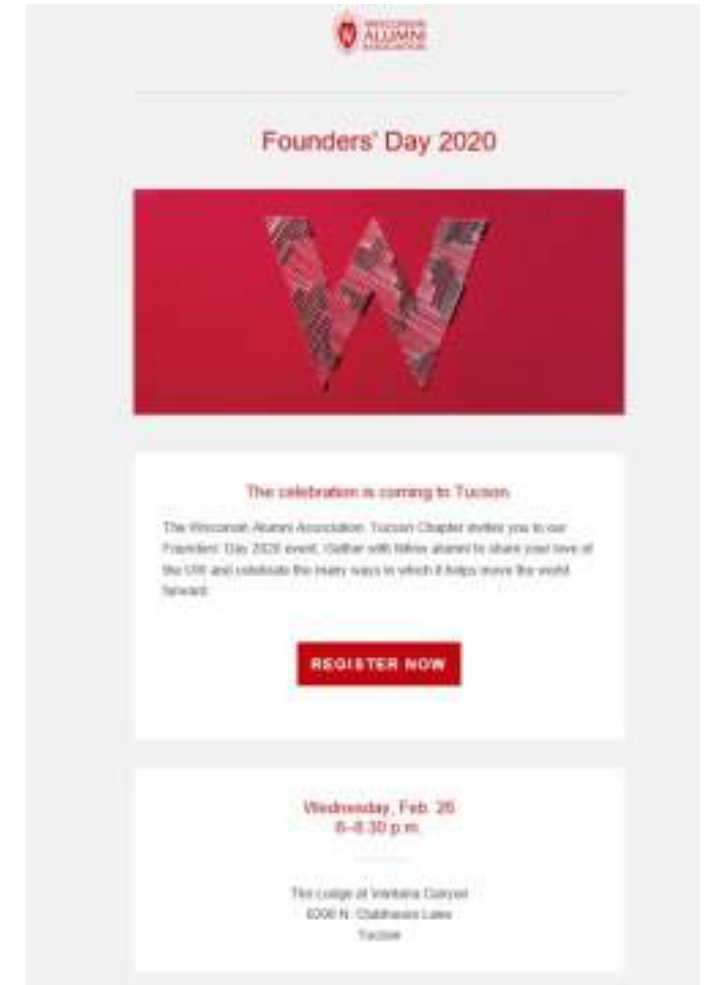 WISCONSIN
ALUMNI
ASSOCIATION
Founders' Day 2020
W
The celebration is coming to Tucson
The Wisconsin Alumni Association: Tucson Chapter invites you to our
Founders' Day 2020 event. Gather with fellow alumni to share your love of
the UW and celebrate the many ways in which it helps move the world
forward.
REGISTER NOW
Wednesday, Feb. 26
6–8:30 p.m.
The Lodge at Ventana Canyon
6200 N. Clubhouse Lane
Tucson